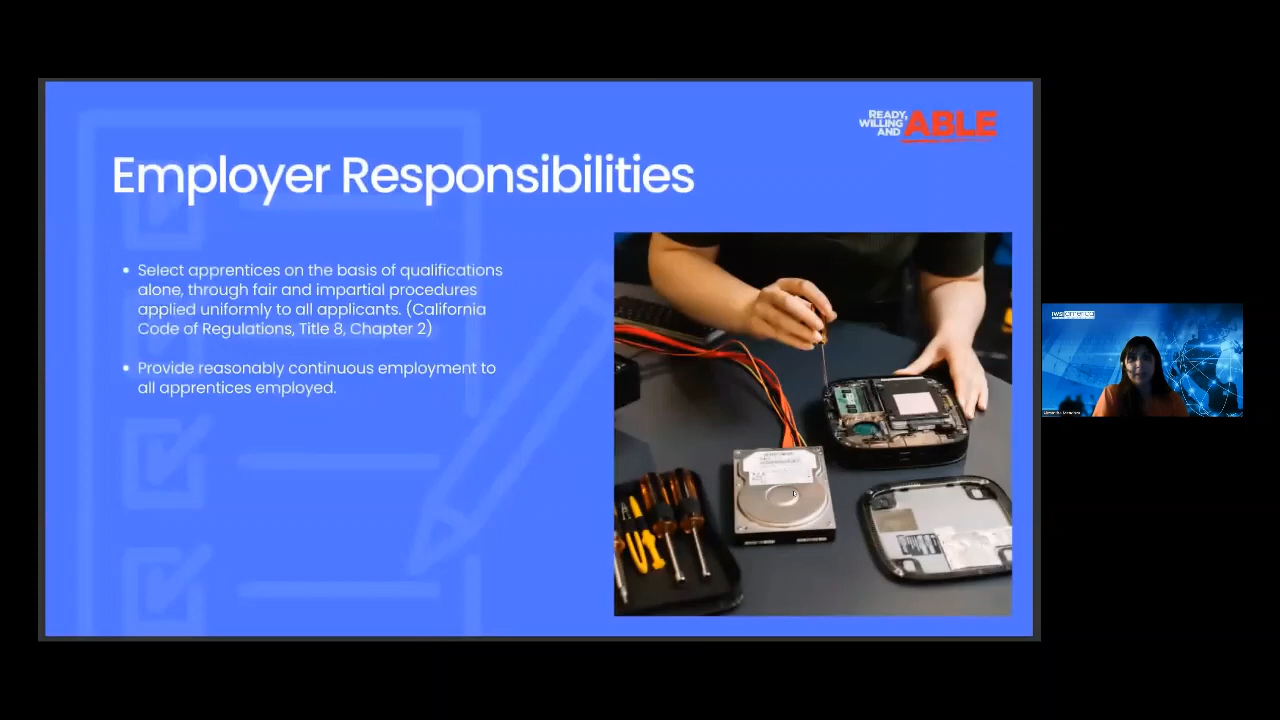 READY,
WILLING
AND ABLE
Employer Responsibilities
• Select apprentices on the basis of qualifications
alone, through fair and impartial procedures
applied uniformly to all applicants. (California
Code of Regulations, Title 8, Chapter 2)
• Provide reasonably continuous employment to
all apprentices employed.
iwsiamerica